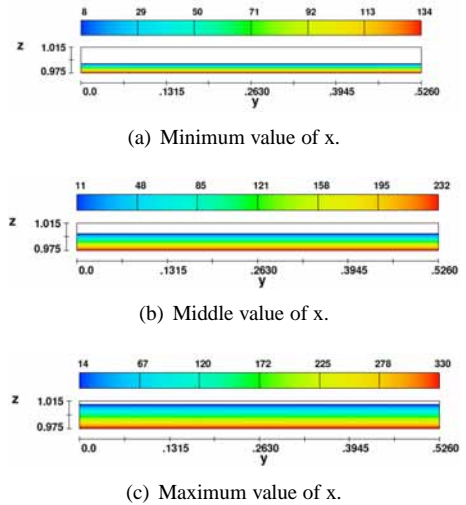 8 29 50 71 92 113 134
z 1.015
0.975
0.0 .1315 .2630 .3945 .5260
y
(a) Minimum value of x.
11 48 85 121 158 195 232
z 1.015
0.975
0.0 .1315 .2630 .3945 .5260
y
(b) Middle value of x.
14 67 120 172 225 278 330
z 1.015
0.975
0.0 .1315 .2630 .3945 .5260
y
(c) Maximum value of x.